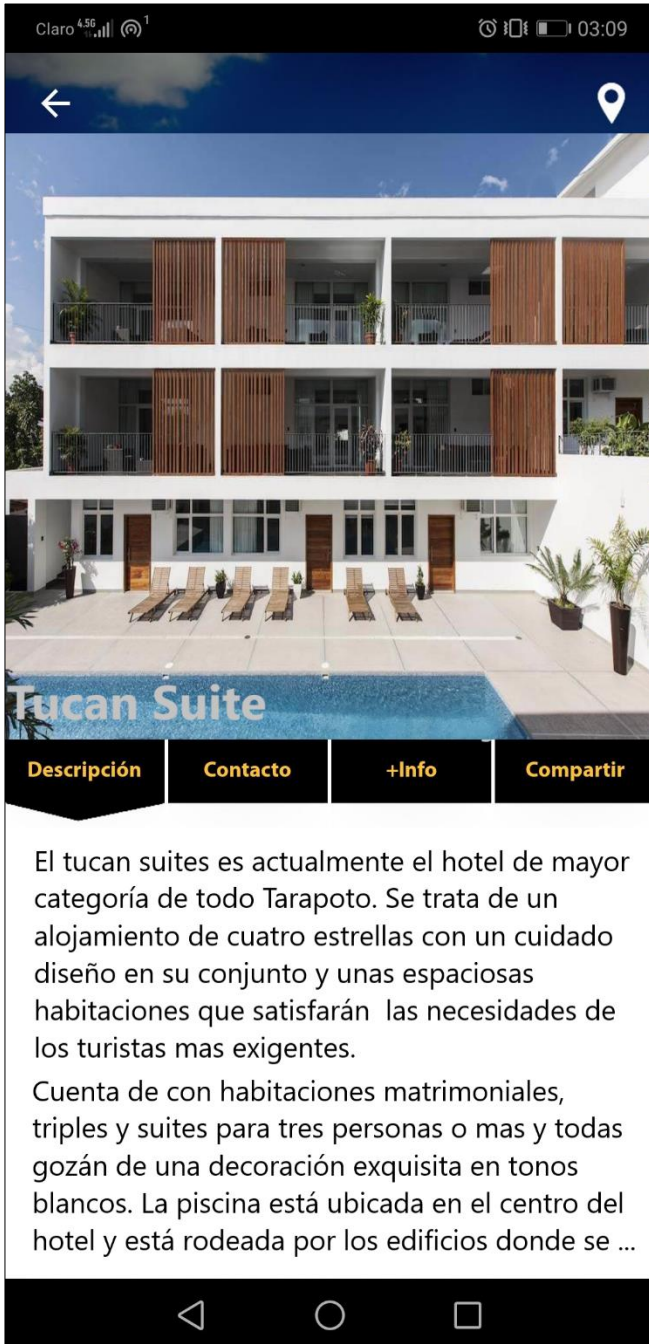 Claro 4.5G 1 03:09
Tucan Suite
Descripción Contacto +Info Compartir
El tucan suites es actualmente el hotel de mayor
categoría de todo Tarapoto. Se trata de un
alojamiento de cuatro estrellas con un cuidado
diseño en su conjunto y unas espaciosas
habitaciones que satisfarán  las necesidades de
los turistas mas exigentes.
Cuenta de con habitaciones matrimoniales,
triples y suites para tres personas o mas y todas
gozán de una decoración exquisita en tonos
blancos. La piscina está ubicada en el centro del
hotel y está rodeada por los edificios donde se ...